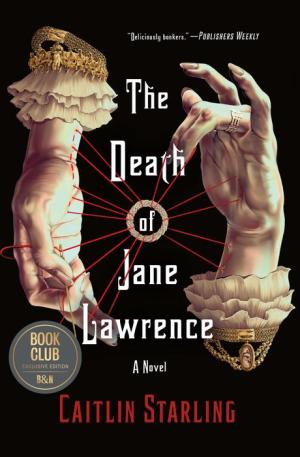 "Deliciously bonkers." —PUBLISHERS WEEKLY
The
Death
of
Jane
Lawrence
A Novel
BOOK
CLUB
EXCLUSIVE EDITION
B&N
CAITLIN STARLING